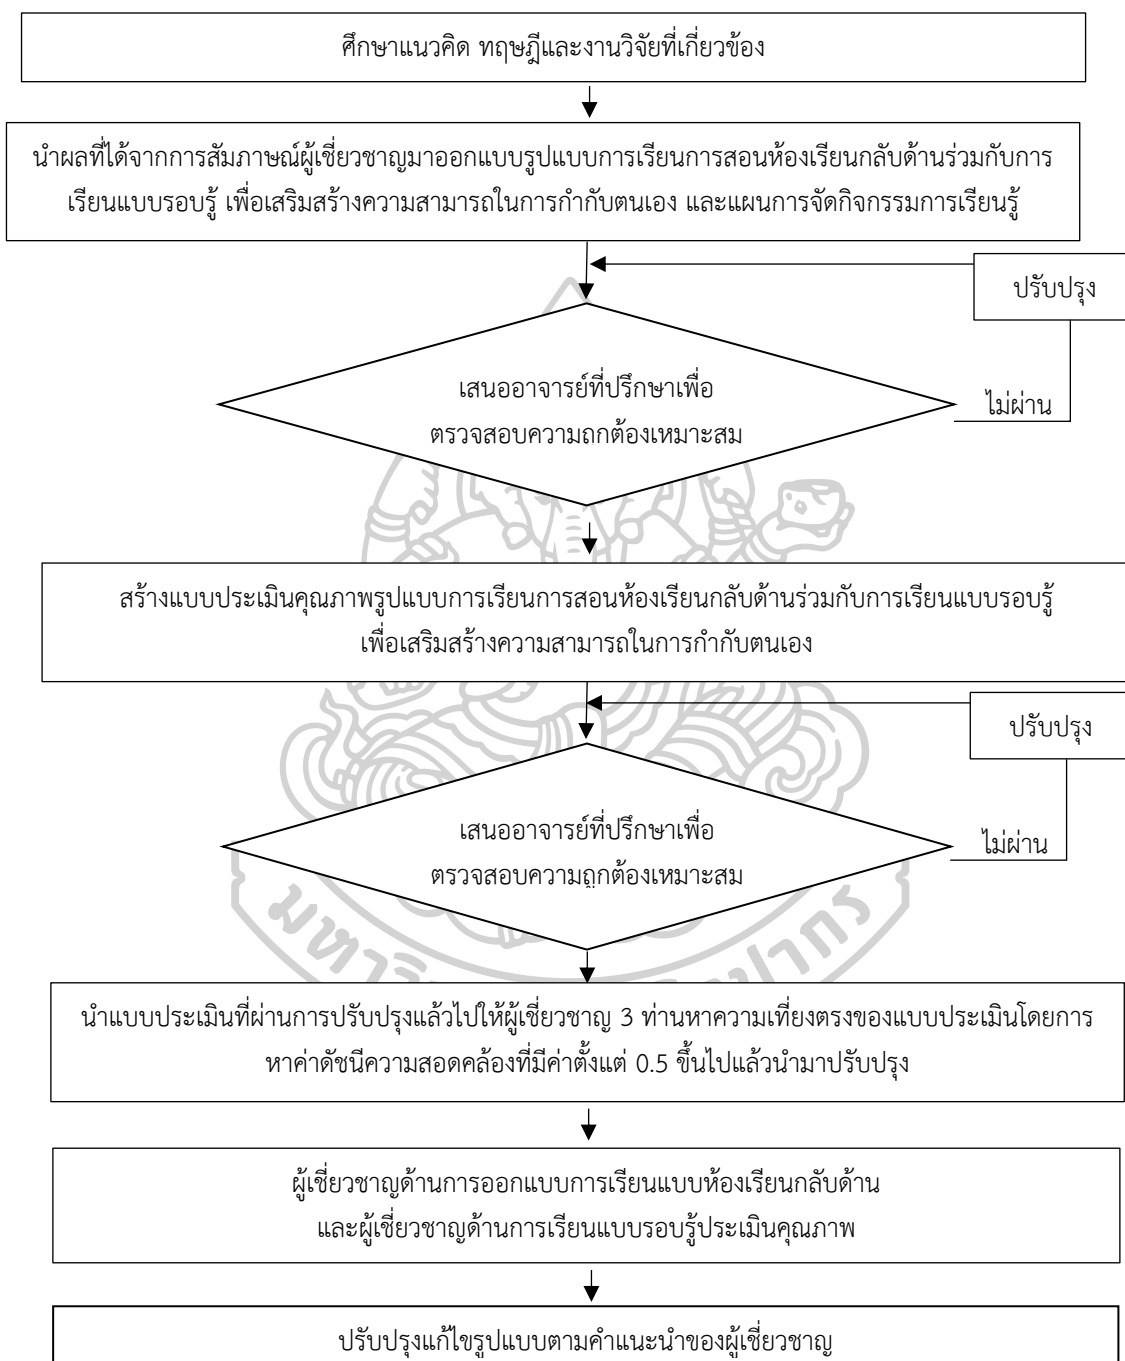 ศึกษาแนวคิด ทฤษฎีและงานวิจัยที่เกี่ยวข้อง
นำผลที่ได้จากการสัมภาษณ์ผู้เชี่ยวชาญมาออกแบบรูปแบบการเรียนการสอนห้องเรียนกลับด้านร่วมกับการ
เรียนแบบรอบรู้ เพื่อเสริมสร้างความสามารถในการกำกับตนเอง และแผนการจัดกิจกรรมการเรียนรู้
ปรับปรุง
เสนออาจารย์ที่ปรึกษาเพื่อ
ตรวจสอบความถูกต้องเหมาะสม
ไม่ผ่าน
สร้างแบบประเมินคุณภาพรูปแบบการเรียนการสอนห้องเรียนกลับด้านร่วมกับการเรียนแบบรอบรู้
เพื่อเสริมสร้างความสามารถในการกำกับตนเอง
ปรับปรุง
เสนออาจารย์ที่ปรึกษาเพื่อ
ตรวจสอบความถูกต้องเหมาะสม
ไม่ผ่าน
นำแบบประเมินที่ผ่านการปรับปรุงแล้วไปให้ผู้เชี่ยวชาญ 3 ท่านหาความเที่ยงตรงของแบบประเมินโดยการ
หาค่าดัชนีความสอดคล้องที่มีค่าตั้งแต่ 0.5 ขึ้นไปแล้วนำมาปรับปรุง
ผู้เชี่ยวชาญด้านการออกแบบการเรียนแบบห้องเรียนกลับด้าน
และผู้เชี่ยวชาญด้านการเรียนแบบรอบรู้ประเมินคุณภาพ
ปรับปรุงแก้ไขรูปแบบตามคำแนะนำของผู้เชี่ยวชาญ